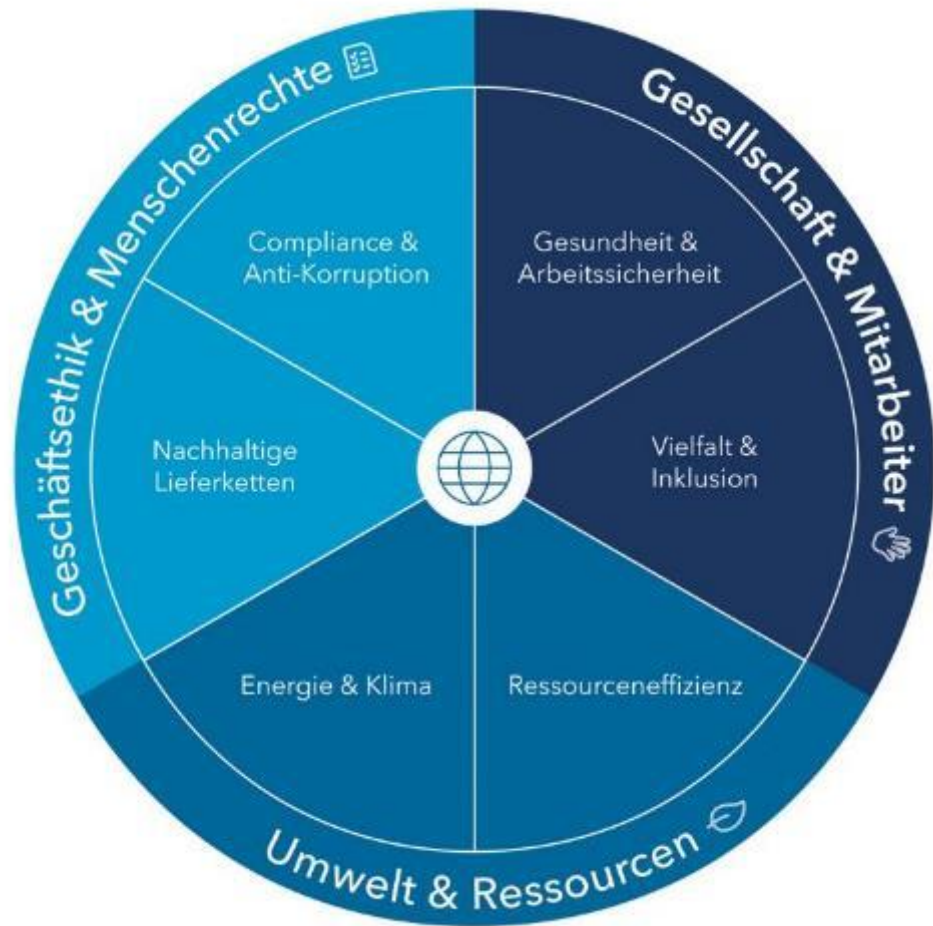 Geschäftsethik & Menschenrechte
Gesellschaft & Mitarbeiter
Compliance &
Anti-Korruption
Gesundheit &
Arbeitssicherheit
Nachhaltige
Lieferketten
Vielfalt &
Inklusion
Energie & Klima
Ressourceneffizienz
Umwelt & Ressourcen